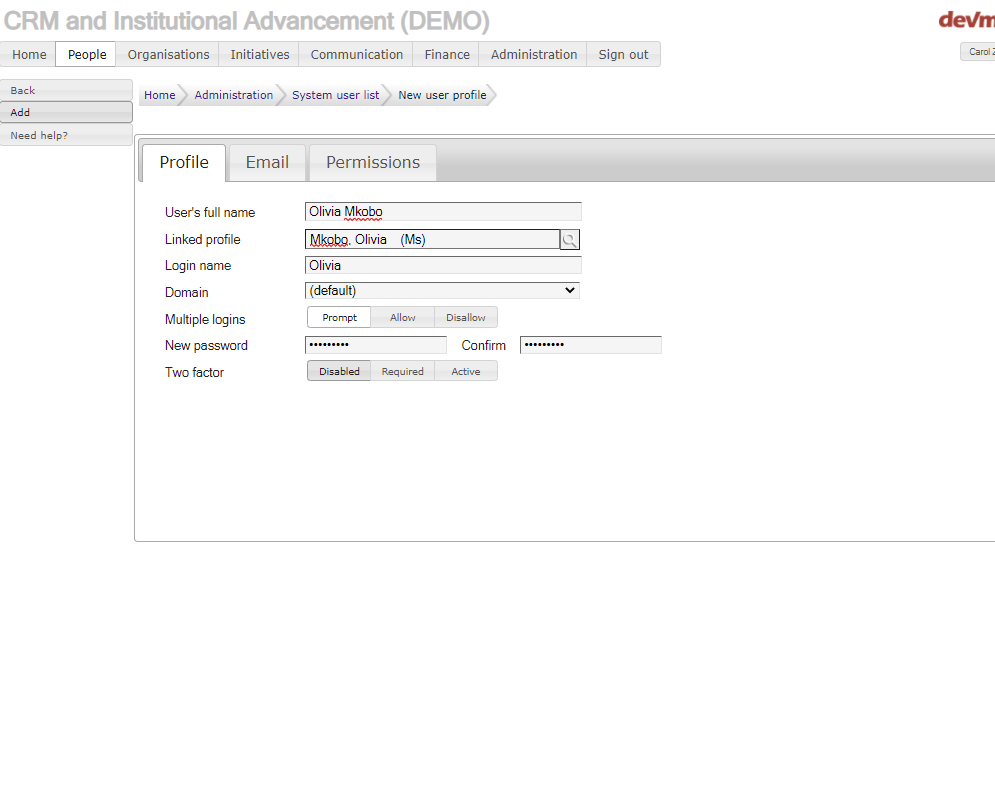 CRM and Institutional Advancement (DEMO)
devm
Home People Organisations Initiatives Communication Finance Administration Sign out
Carol
Back
Add
Need help?
Home Administration System user list New user profile
Profile Email Permissions
User's full name Olivia Mkobo
Linked profile Mkobo, Olivia (Ms)
Login name Olivia
Domain (default)
Multiple logins Prompt Allow Disallow
New password ••••••••• Confirm •••••••••
Two factor Disabled Required Active